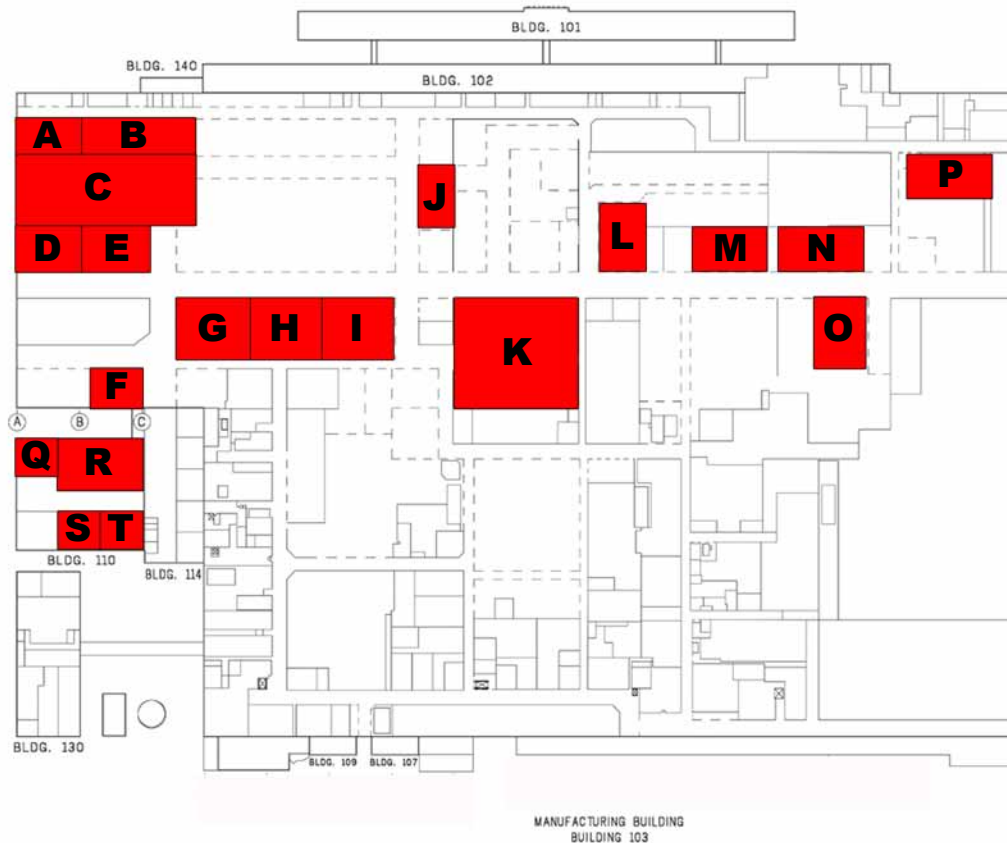 BLDG. 101
BLDG. 140
BLDG. 102
A
B
C
P
J
L
D
E
M
N
G
H
I
K
O
F
A
B
C
Q
R
S
T
BLDG. 110
BLDG. 114
BLDG. 130
BLDG. 109
BLDG. 107
MANUFACTURING BUILDING
BUILDING 103